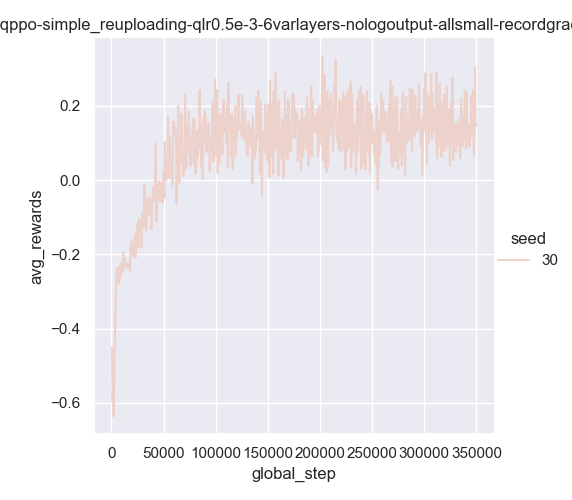 qppo-simple_reuploading-qlr0.5e-3-6varlayers-nologoutput-allsmall-recordgrad
avg_rewards
0.2
0.0
−0.2
−0.4
−0.6
seed
30
0 50000 100000 150000 200000 250000 300000 350000
global_step